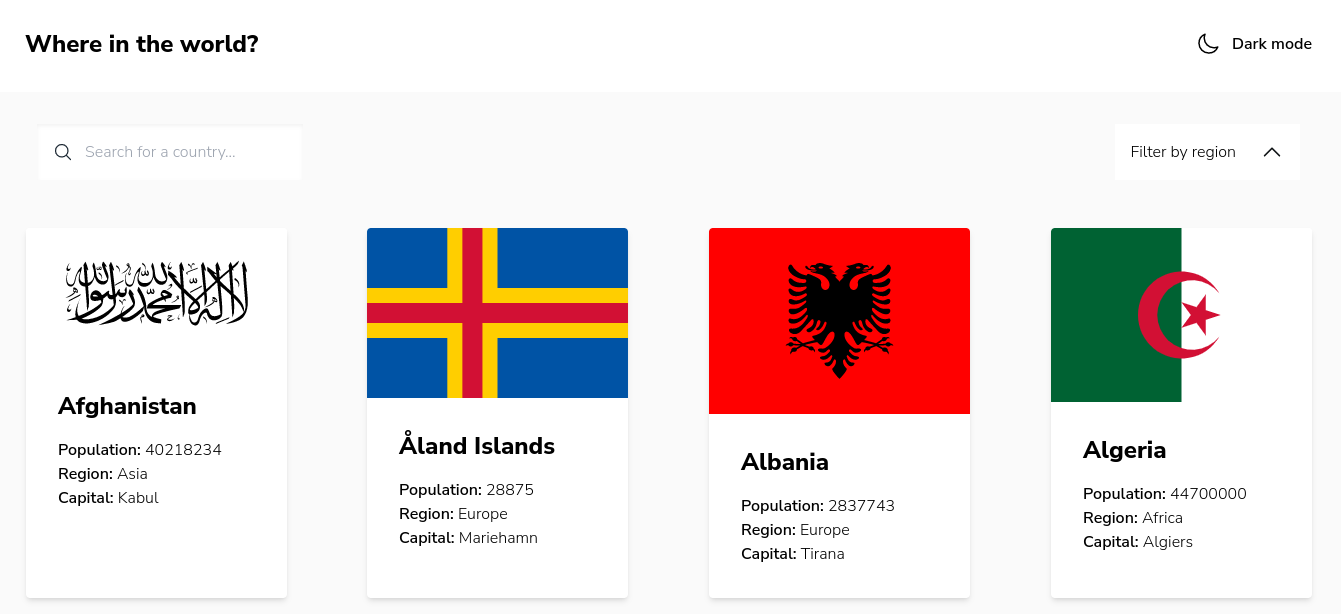 Where in the world?
Dark mode
Search for a country...
Filter by region
لا إله إلا الله محمد رسول الله
Afghanistan
Population: 40218234
Region: Asia
Capital: Kabul
Åland Islands
Population: 28875
Region: Europe
Capital: Mariehamn
Albania
Population: 2837743
Region: Europe
Capital: Tirana
Algeria
Population: 44700000
Region: Africa
Capital: Algiers